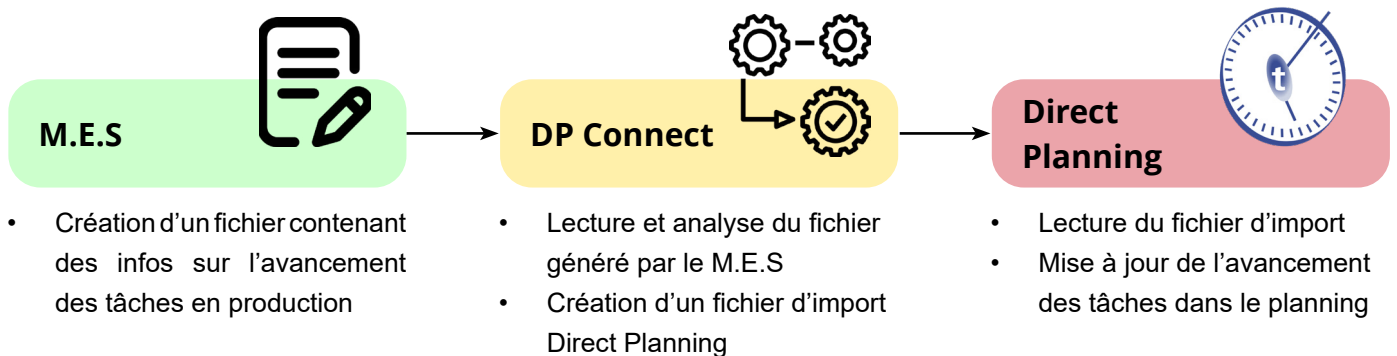 M.E.S
• Création d’un fichier contenant
des infos sur l’avancement
des tâches en production
DP Connect
• Lecture et analyse du fichier
généré par le M.E.S
• Création d’un fichier d’import
Direct Planning
t
Direct
Planning
• Lecture du fichier d’import
• Mise à jour de l’avancement
des tâches dans le planning